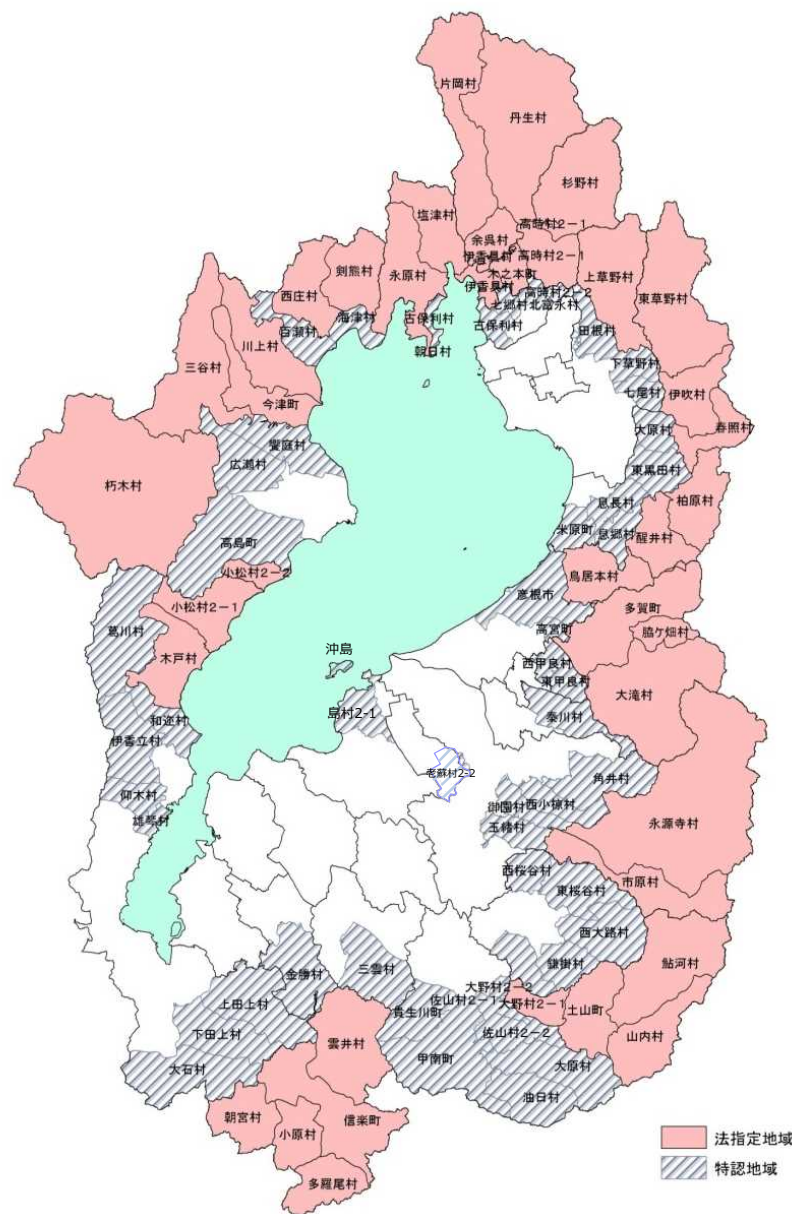 片岡村
丹生村
杉野村
塩津村
高時村2-1
余呉村
伊香具村
高時村2-1
剣熊村
永原村
木之本町
上草野村
西庄村
伊香具村
高時村2-2
東草野村
七郷村
北富永村
海津村
古保利村
古保利村
田根村
百瀬村
川上村
朝日村
下草野村
三谷村
七尾村
伊吹村
今津町
春照村
大原村
饗庭村
広瀬村
東黒田村
朽木村
息長村
柏原村
米原町
息郷村
醒井村
高島町
小松村2-2
鳥居本村
彦根市
小松村2-1
多賀町
葛川村
高宮町
脇ケ畑村
木戸村
沖島
西甲良村
東甲良村
大滝村
島村2-1
秦川村
和迩村
伊香立村
老蘇村2-2
角井村
仰木村
御園村
西小椋村
雄琴村
玉緒村
永源寺村
西桜谷村
市原村
東桜谷村
西大路村
鎌掛村
鮎河村
金勝村
三雲村
大野村2-2
上田上村
佐山村2-1
大野村2-1
土山町
貴生川町
下田上村
雲井村
佐山村2-2
山内村
甲南町
大原村
大石村
油日村
朝宮村
信楽町
小原村
多羅尾村
法指定地域
特認地域